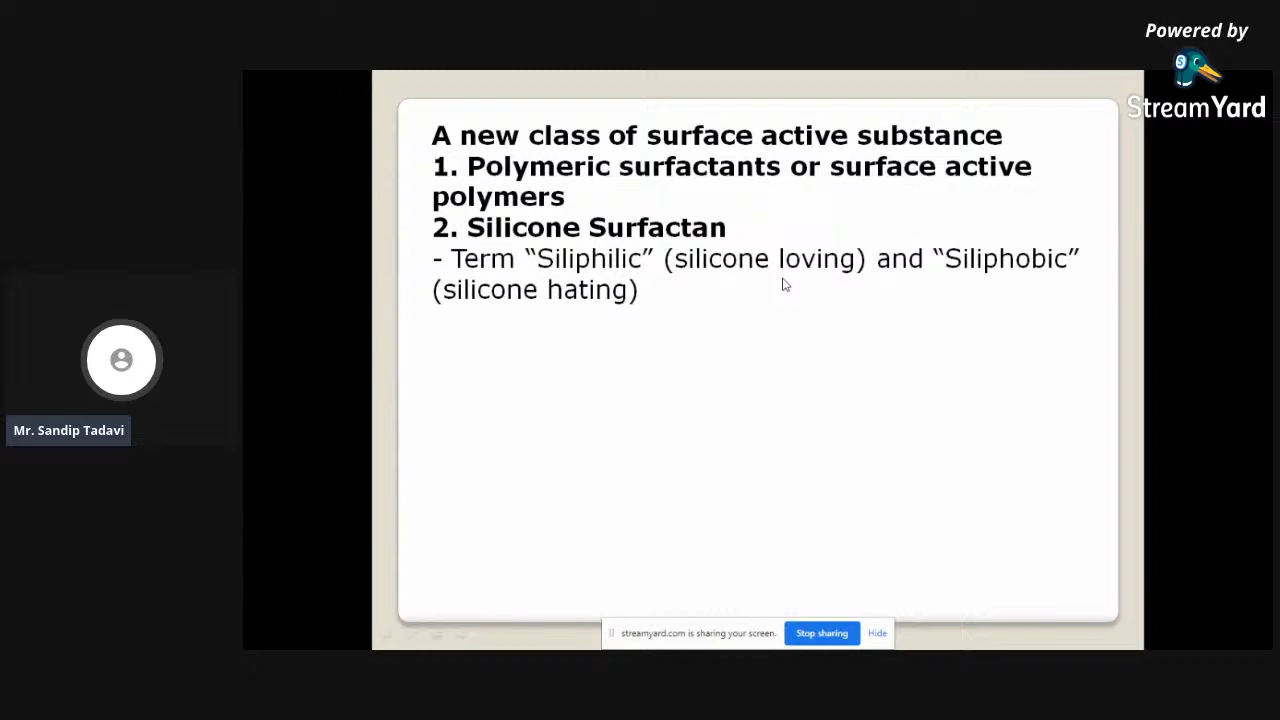 Powered by
StreamYard
A new class of surface active substance
1. Polymeric surfactants or surface active
polymers
2. Silicone Surfactan
- Term “Siliphilic” (silicone loving) and “Siliphobic”
(silicone hating)
Mr. Sandip Tadavi
streamyard.com is sharing your screen. Stop sharing Hide